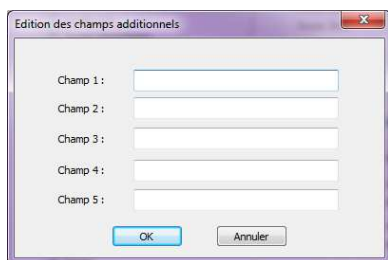 Edition des champs additionnels
Champ 1 :
Champ 2 :
Champ 3 :
Champ 4 :
Champ 5 :
OK Annuler